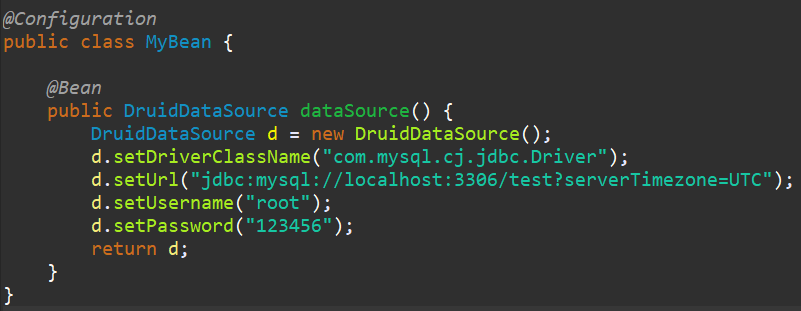 @Configuration
public class MyBean {
@Bean
public DruidDataSource dataSource() {
DruidDataSource d = new DruidDataSource();
d.setDriverClassName("com.mysql.cj.jdbc.Driver");
d.setUrl("jdbc:mysql://localhost:3306/test?serverTimezone=UTC");
d.setUsername("root");
d.setPassword("123456");
return d;
}
}